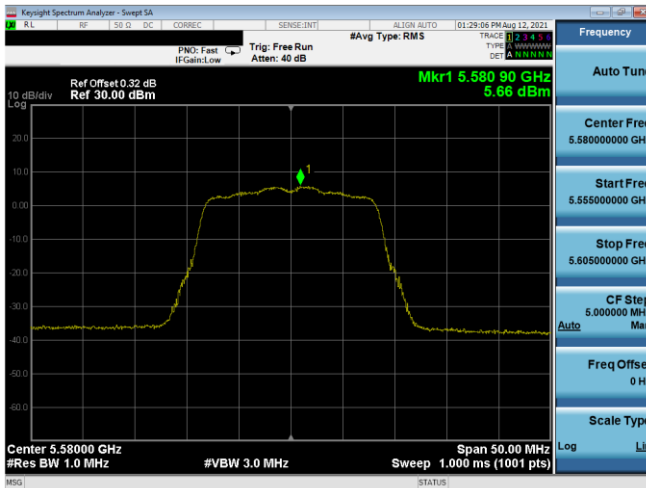 Keysight Spectrum Analyzer - Swept SA
RL RF 50 Ω DC CORREC SENSE:INT ALIGN AUTO 01:29:06 PM Aug 12, 2021
#Avg Type: RMS
TRACE 1 2 3 4 5 6
PNO: Fast Trig: Free Run
TYPE A WWWWW
IFGain:Low Atten: 40 dB
DET A N N N N N
Mkr1 5.580 90 GHz
5.66 dBm
Ref Offset 0.32 dB
10 dB/div Ref 30.00 dBm
Log
1
20.0
10.0
0.00
-10.0
-20.0
-30.0
-40.0
-50.0
-60.0
Center 5.58000 GHz Span 50.00 MHz
#Res BW 1.0 MHz #VBW 3.0 MHz Sweep 1.000 ms (1001 pts)
MSG STATUS
Frequency
Auto Tun
Center Fre
5.580000000 GH
Start Fre
5.555000000 GH
Stop Fre
5.605000000 GH
CF Step
5.000000 MH
Auto Ma
Freq Offse
0 H
Scale Type
Log Li